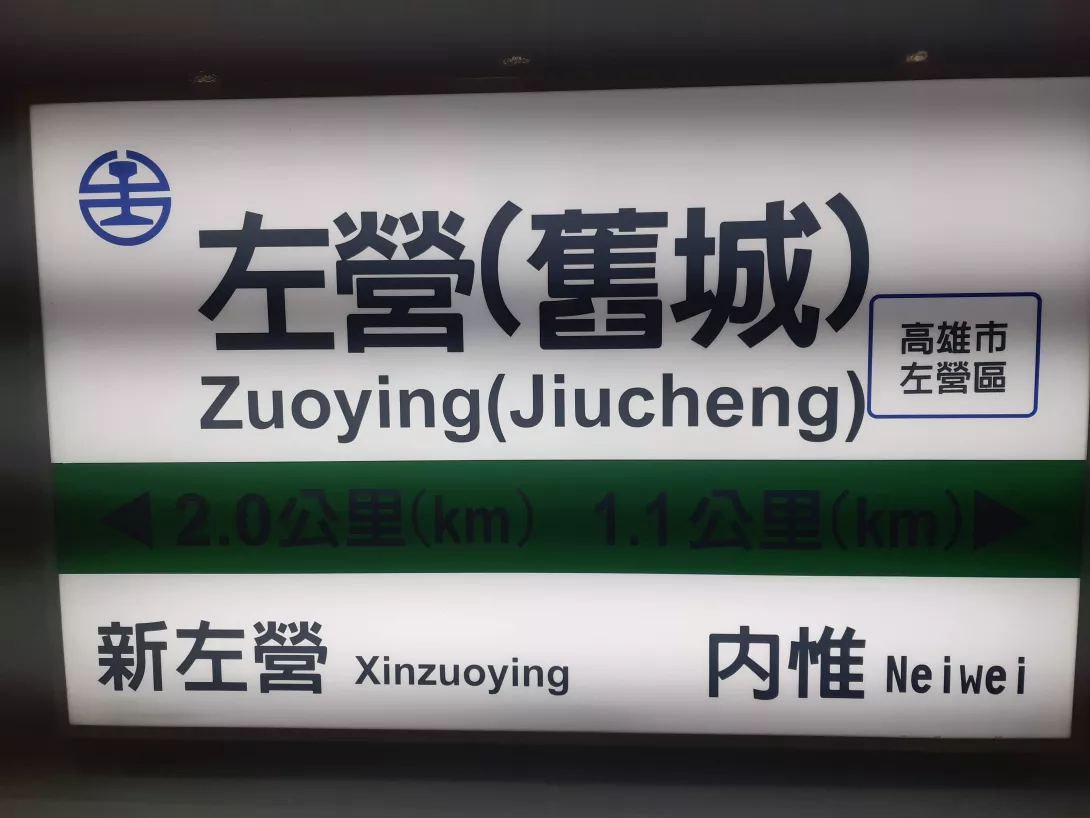 左營(舊城)
Zuoying(Jiucheng)
高雄市
左營區
◀ 2.0公里(km) 1.1公里(km) ▶
新左營 Xinzuoying 内惟 Neiwei